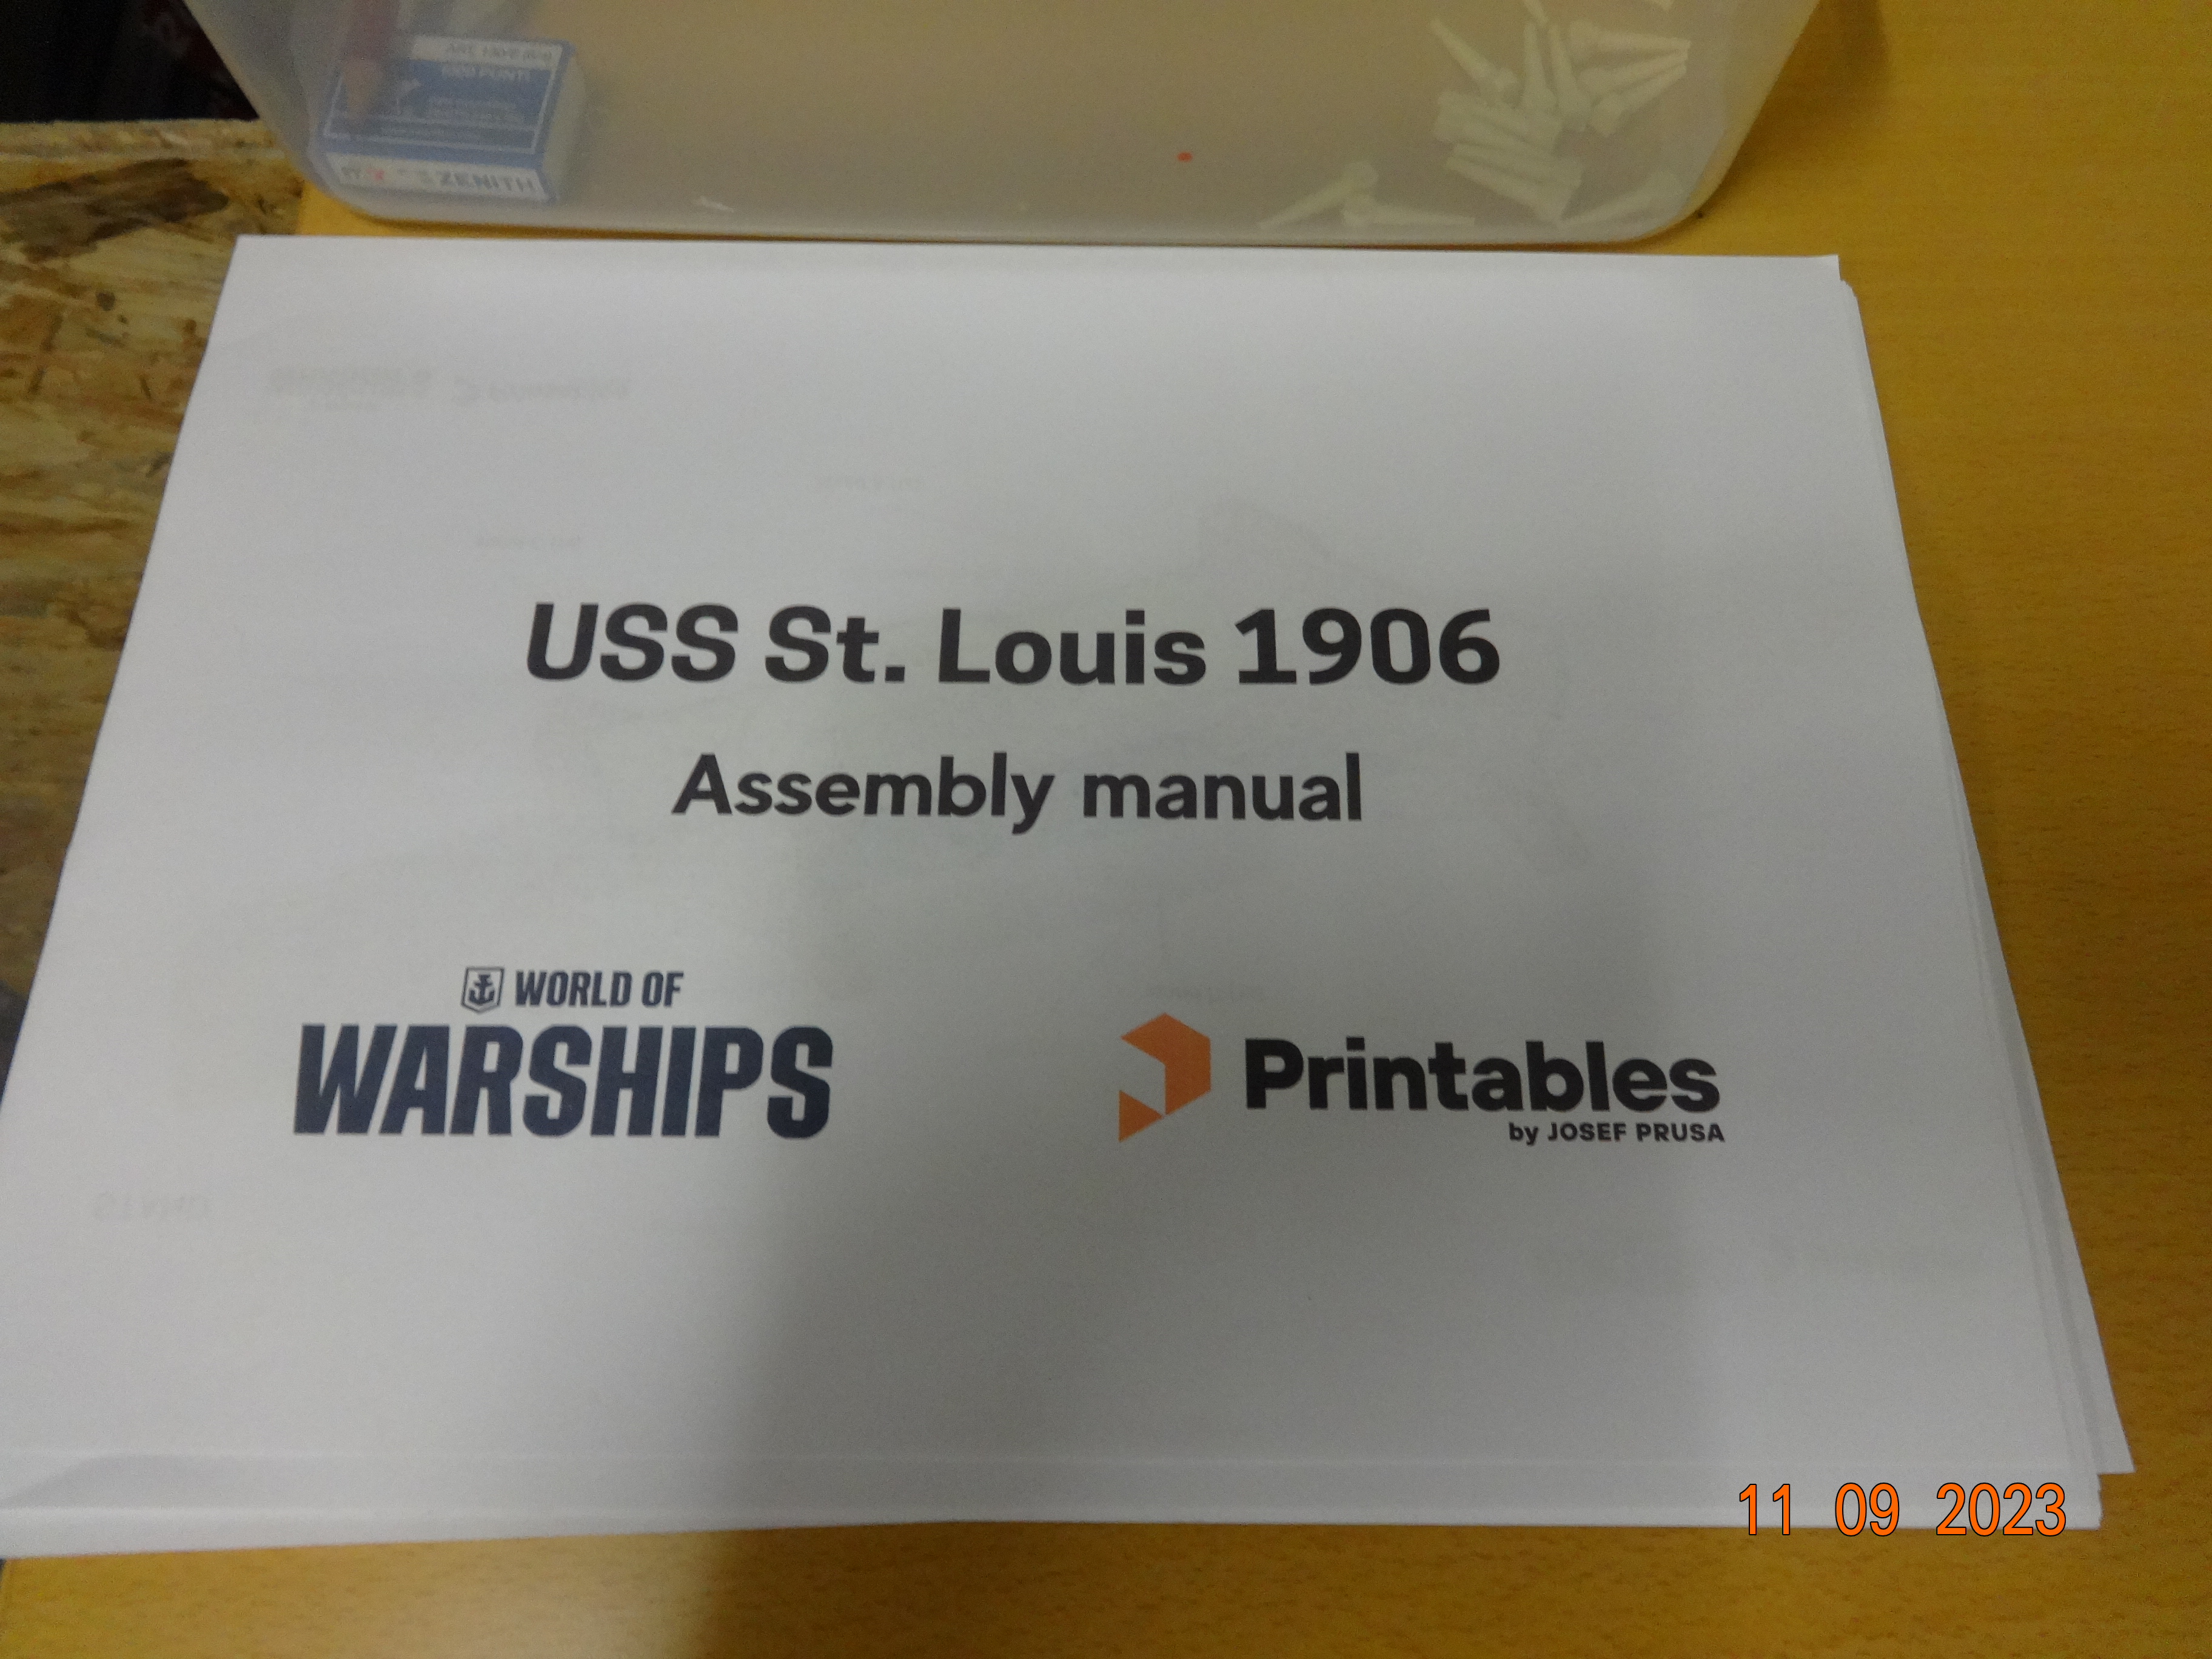 ZENITH
USS St. Louis 1906
Assembly manual
WORLD OF
WARSHIPS
Printables
by JOSEF PRUSA
11 09 2023